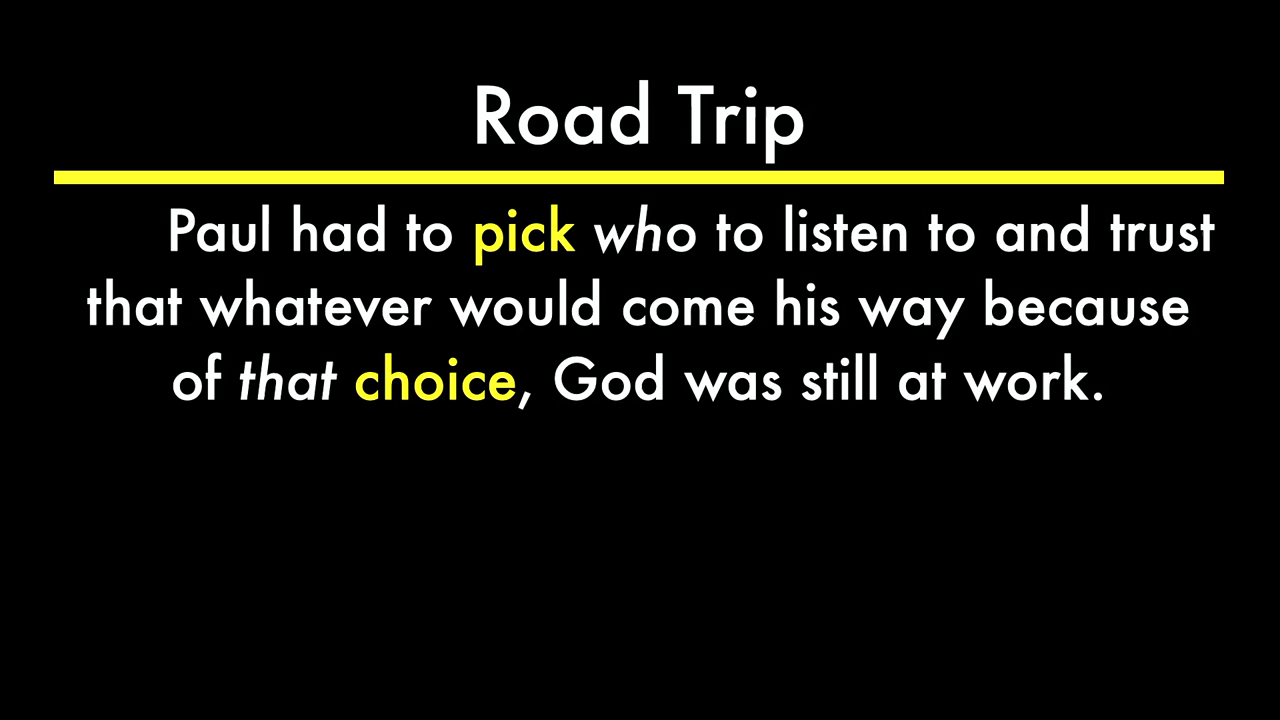 Road Trip
Paul had to pick who to listen to and trust
that whatever would come his way because
of that choice, God was still at work.